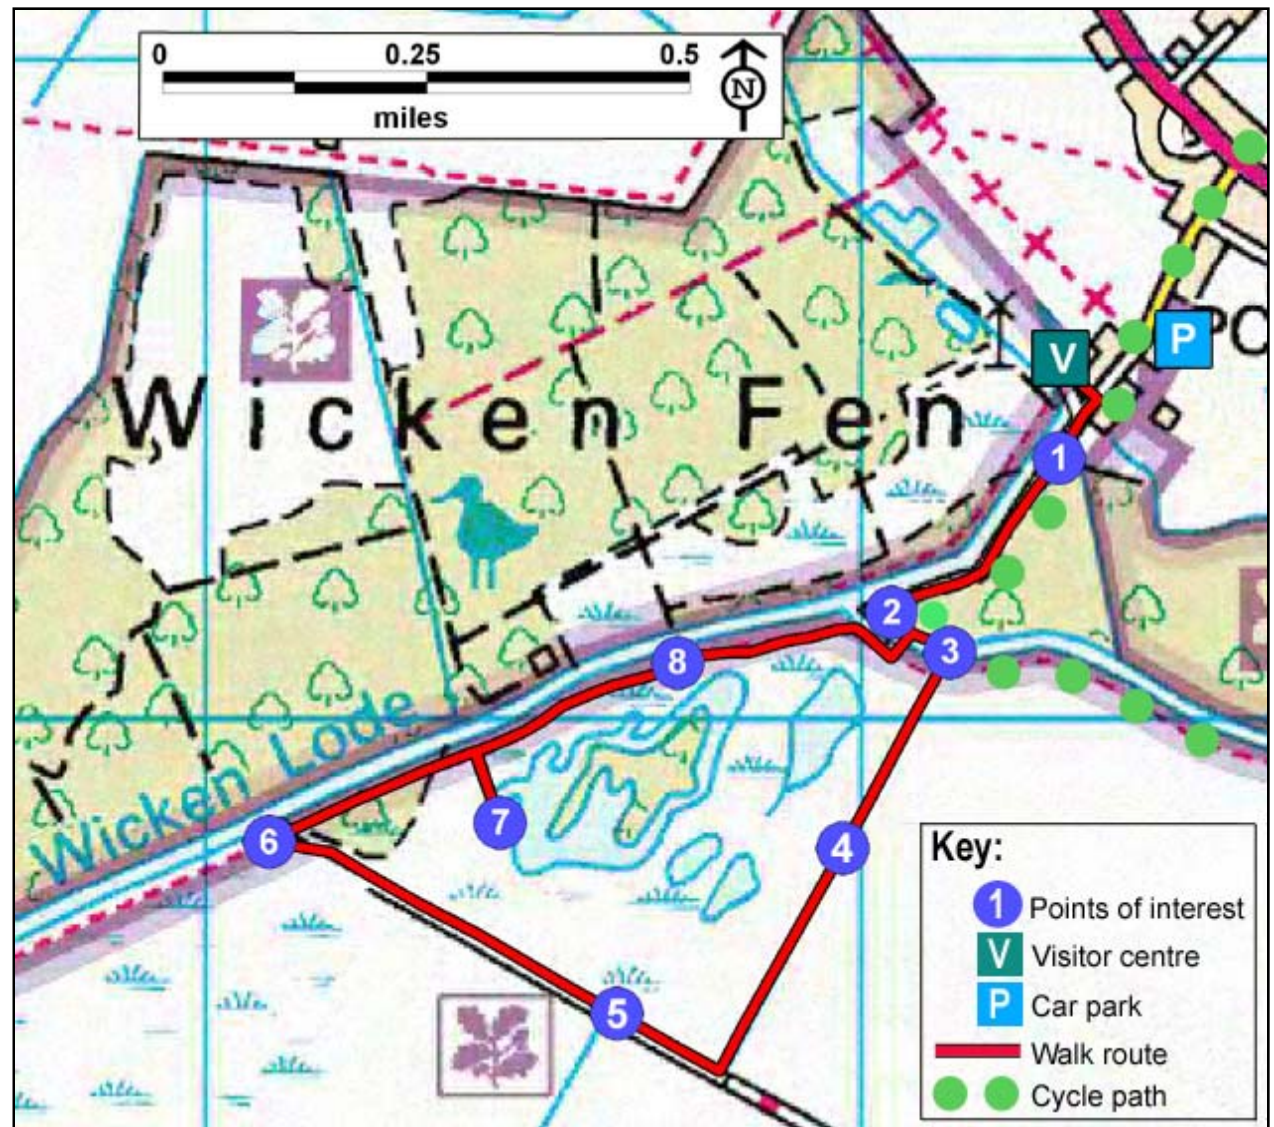 0 0.25 0.5
miles
N
Wicken Fen
V
P
PC
1
2
3
8
Wicken Lode
7
6
4
5
Key:
1 Points of interest
V Visitor centre
P Car park
Walk route
Cycle path